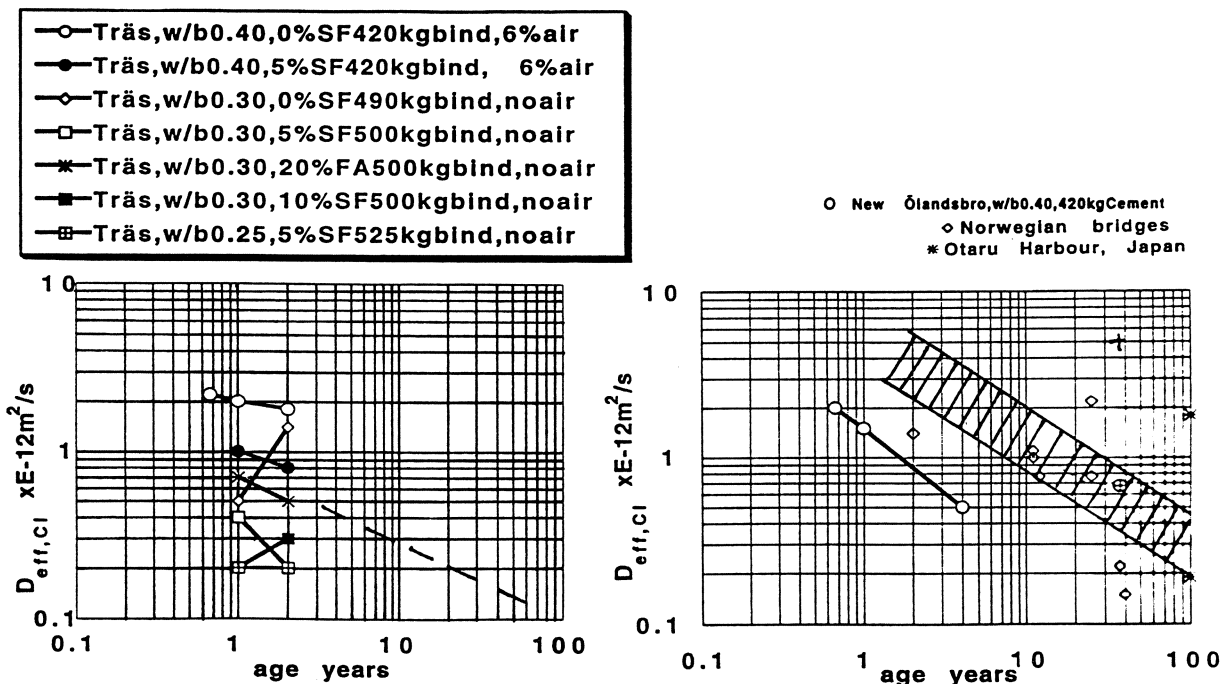 Träs,w/b0.40,0%SF420kgbind,6%air
Träs,w/b0.40,5%SF420kgbind, 6%air
Träs,w/b0.30,0%SF490kgbind,noair
Träs,w/b0.30,5%SF500kgbind,noair
Träs,w/b0.30,20%FA500kgbind,noair
Träs,w/b0.30,10%SF500kgbind,noair
Träs,w/b0.25,5%SF525kgbind,noair
10
1
0.1
D eff,Cl xE-12m²/s
0.1 1 10 100
age years
New Ölandsbro,w/b0.40,420kgCement
Norwegian bridges
Otaru Harbour, Japan
10
1
0.1
D eff,Cl xE-12m²/s
0.1 1 10 100
age years